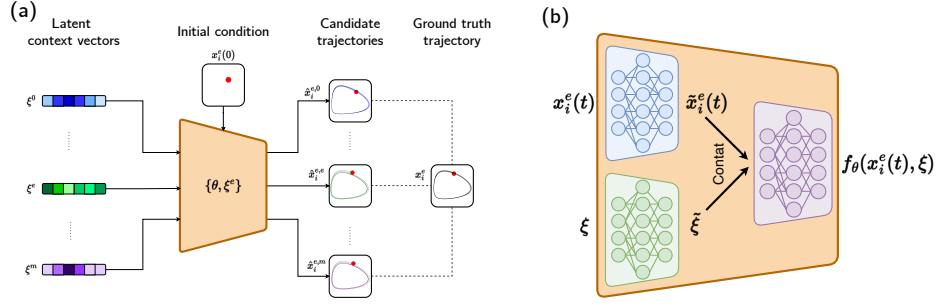 (a)
Latent
context vectors
Initial condition
Candidate
trajectories
Ground truth
trajectory
x_i^e(0)
ξ^0
x̂_i^{e,0}
ξ^e
{θ, ξ^e}
x̂_i^{e,e}
x_i^e
ξ^m
x̂_i^{e,m}
(b)
x_i^e(t)
x̃_i^e(t)
Contat
f_θ(x_i^e(t), ξ)
ξ
ξ̃